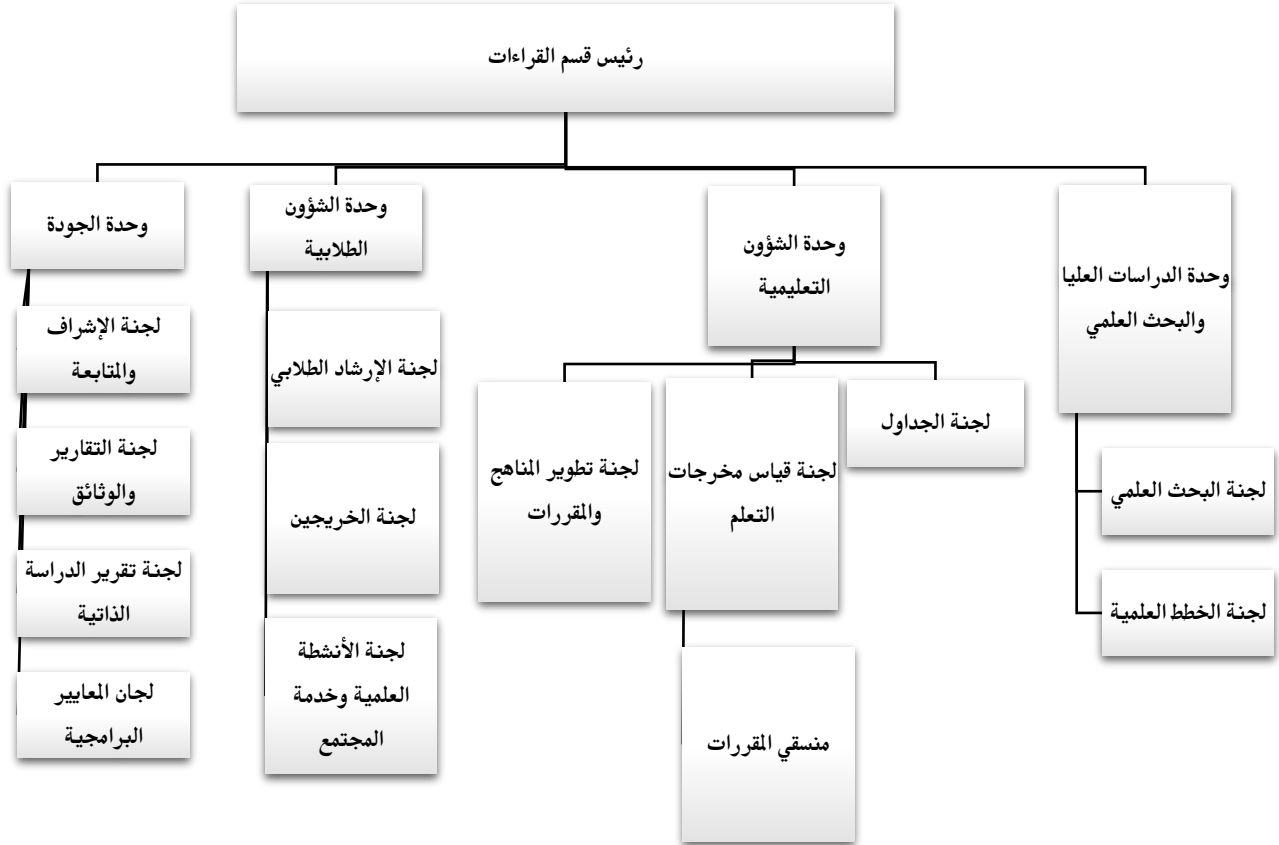 رئيس قسم القراءات
وحدة الدراسات العليا
والبحث العلمي
لجنة البحث العلمي
لجنة الخطط العلمية
وحدة الشؤون
التعليمية
لجنة الجداول
لجنة قياس مخرجات
التعلم
منسقي المقررات
لجنة تطوير المناهج
والمقررات
وحدة الشؤون
الطلابية
لجنة الإرشاد الطلابي
لجنة الخريجين
لجنة الأنشطة
العلمية وخدمة
المجتمع
وحدة الجودة
لجنة الإشراف
والمتابعة
لجنة التقارير
والوثائق
لجنة تقرير الدراسة
الذاتية
لجان المعايير
البرامجية